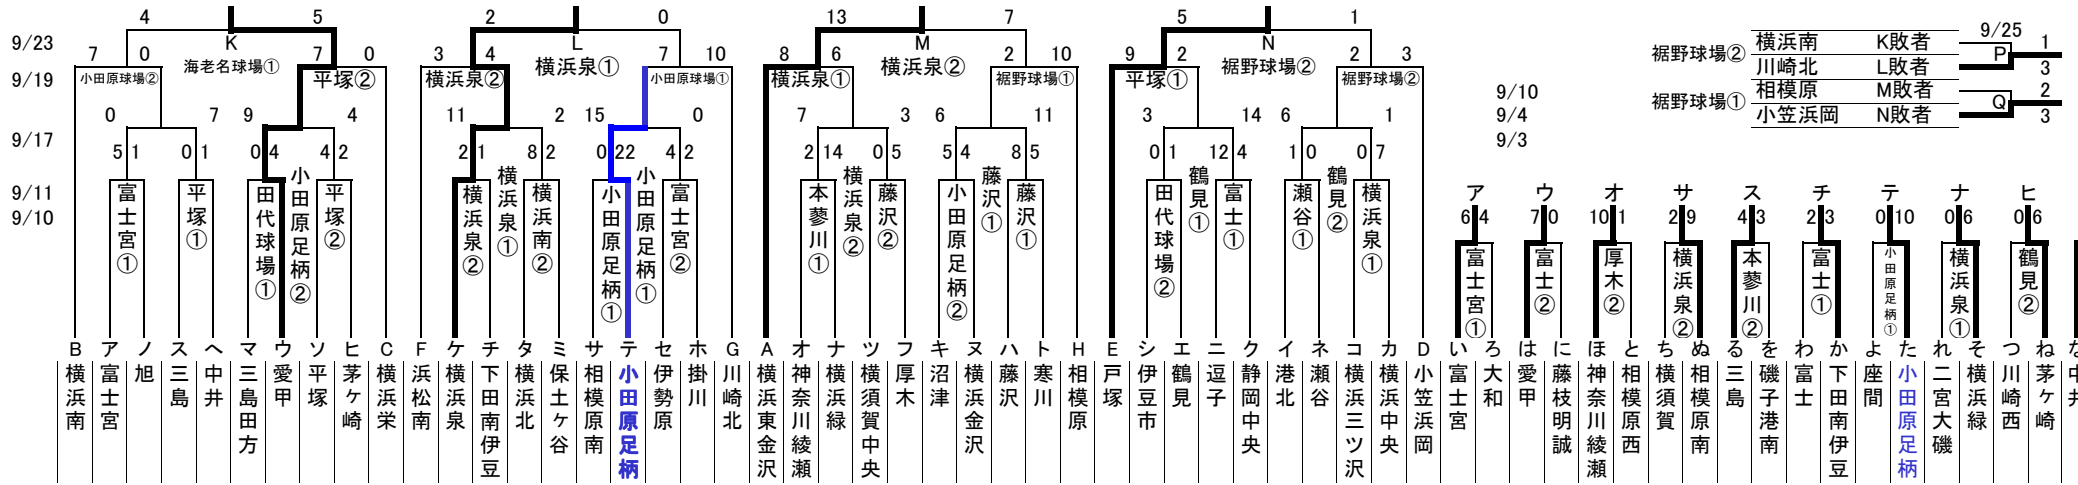 4 5 2 0 13 7 5 1
K L M N
9/23
7 0 7 0 3 4 7 10 8 6 2 10 9 2 2 3
海老名球場① 横浜泉① 横浜泉② 裾野球場②
9/19
小田原球場② 平塚② 横浜泉② 小田原球場① 横浜泉① 裾野球場① 平塚① 裾野球場②
0 7 9 4 11 2 15 0 7 3 6 11 3 14 6 1
9/17
5 1 0 1 0 4 4 2 2 1 8 2 0 22 4 2 2 14 0 5 5 4 8 5 0 1 12 4 1 0 0 7
9/11
9/10
富士宮①
平塚①
田代球場①
小田原足柄②
平塚②
横浜泉②
横浜泉①
横浜南②
小田原足柄①
小田原足柄①
富士宮②
本蓼川①
横浜泉②
藤沢②
小田原足柄②
藤沢①
藤沢①
田代球場②
鶴見①
富士①
瀬谷①
鶴見②
横浜泉①
B 横浜南
ア 富士宮
ノ 旭
ス 三島
ヘ 中井
マ 三島田方
ウ 愛甲
ソ 平塚
ヒ 茅ヶ崎
C 横浜栄
F 浜松南
ケ 横浜泉
チ 下田南伊豆
タ 横浜北
ミ 保土ヶ谷
サ 相模原南
テ 小田原足柄
セ 伊勢原
ホ 掛川
G 川崎北
A 横浜東金沢
オ 神奈川綾瀬
ナ 横浜緑
ツ 横須賀中央
フ 厚木
キ 沼津
ヌ 横浜金沢
ハ 藤沢
ト 寒川
H 相模原
E 戸塚
シ 伊豆市
エ 鶴見
ニ 逗子
ク 静岡中央
イ 港北
ネ 瀬谷
コ 横浜三ツ沢
カ 横浜中央
D 小笠浜岡
9/25
裾野球場② 横浜南 K敗者 P 1
川崎北 L敗者 3
裾野球場① 相模原 M敗者 Q 2
小笠浜岡 N敗者 3
9/10
9/4
9/3
ア ウ オ サ ス チ テ ナ ヒ
6 4 7 0 10 1 2 9 4 3 2 3 0 10 0 6 0 6
富士宮①
富士②
厚木②
横浜泉②
本蓼川②
富士①
小田原足柄①
横浜泉①
鶴見②
い 富士宮
ろ 大和
は 愛甲
に 藤枝明誠
ほ 神奈川綾瀬
と 相模原西
ち 横須賀
ぬ 相模原南
る 三島
を 磯子港南
わ 富士
か 下田南伊豆
よ 座間
た 小田原足柄
れ 二宮大磯
そ 横浜緑
つ 川崎西
ね 茅ヶ崎
な 中井